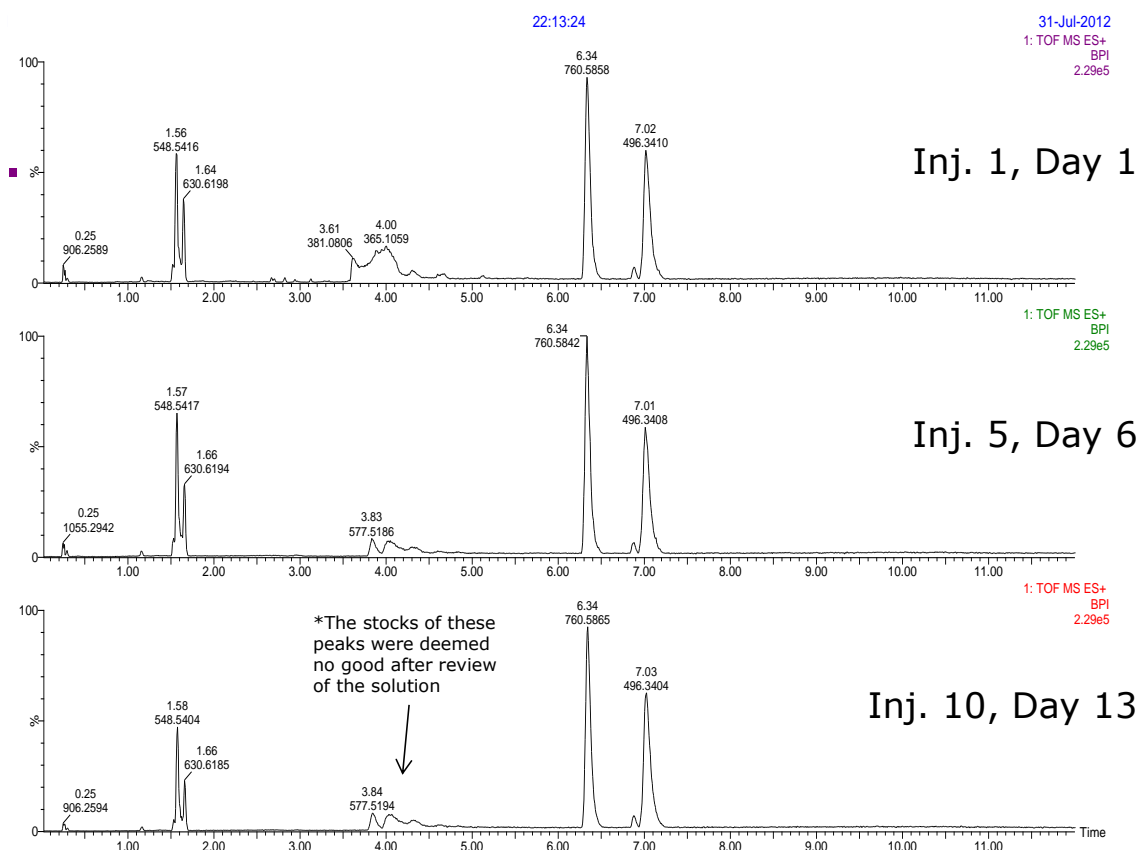 22:13:24 31-Jul-2012
1: TOF MS ES+
BPI
2.29e5
100
%
0
0.25
906.2589
1.56
548.5416
1.64
630.6198
3.61
381.0806
4.00
365.1059
6.34
760.5858
7.02
496.3410
Inj. 1, Day 1
1.00 2.00 3.00 4.00 5.00 6.00 7.00 8.00 9.00 10.00 11.00
1: TOF MS ES+
BPI
2.29e5
100
%
0
0.25
1055.2942
1.57
548.5417
1.66
630.6194
3.83
577.5186
6.34
760.5842
7.01
496.3408
Inj. 5, Day 6
1.00 2.00 3.00 4.00 5.00 6.00 7.00 8.00 9.00 10.00 11.00
1: TOF MS ES+
BPI
2.29e5
100
%
0
0.25
906.2594
1.58
548.5404
1.66
630.6185
*The stocks of these
peaks were deemed
no good after review
of the solution
3.84
577.5194
6.34
760.5865
7.03
496.3404
Inj. 10, Day 13
Time
1.00 2.00 3.00 4.00 5.00 6.00 7.00 8.00 9.00 10.00 11.00